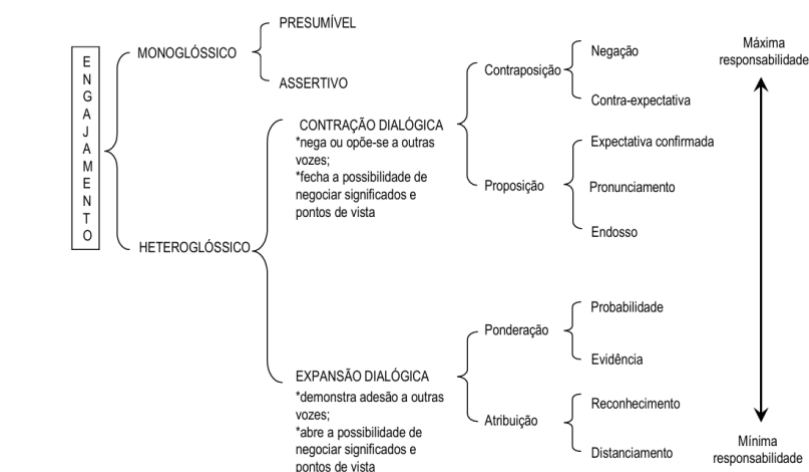 ENGAJAMENTO
MONOGLÓSSICO
PRESUMÍVEL
ASSERTIVO
HETEROGLÓSSICO
CONTRAÇÃO DIALÓGICA
*nega ou opõe-se a outras
vozes;
*fecha a possibilidade de
negociar significados e
pontos de vista
Contraposição
Negação
Contra-expectativa
Proposição
Expectativa confirmada
Pronunciamento
Endosso
EXPANSÃO DIALÓGICA
*demonstra adesão a outras
vozes;
*abre a possibilidade de
negociar significados e
pontos de vista
Ponderação
Probabilidade
Evidência
Atribuição
Reconhecimento
Distanciamento
Máxima
responsabilidade
Mínima
responsabilidade